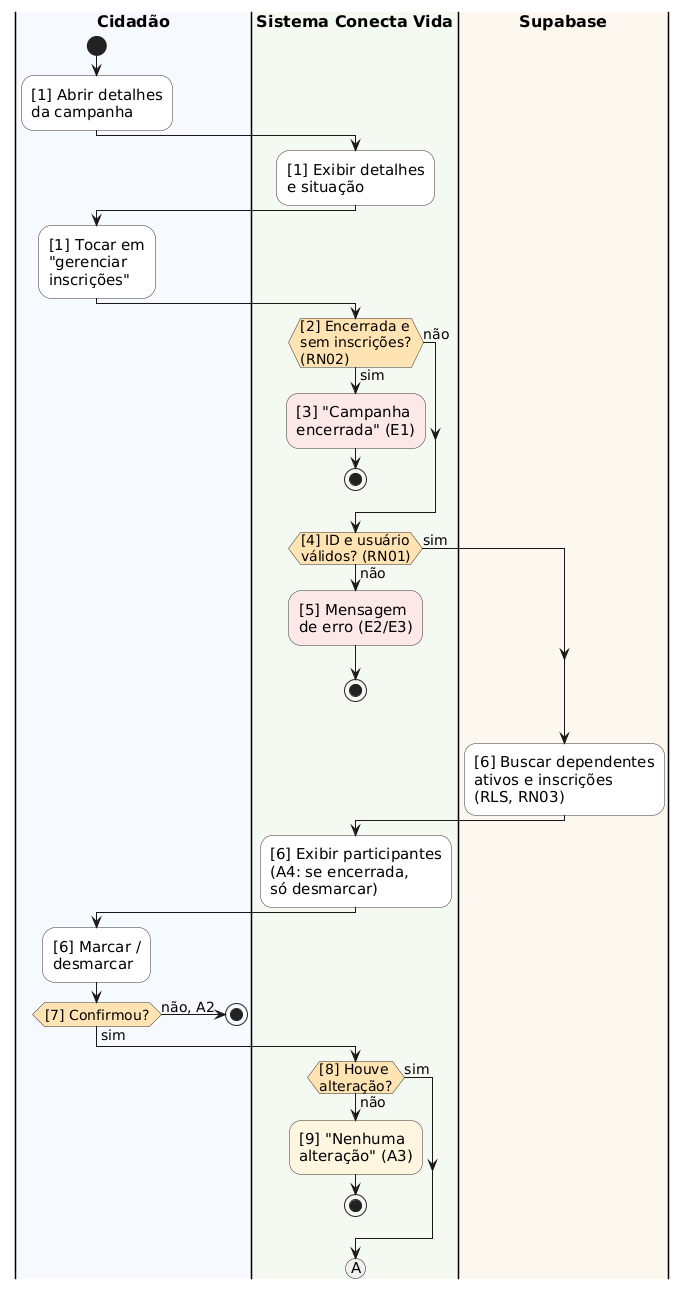 Cidadão
Sistema Conecta Vida
Supabase
[1] Abrir detalhes
da campanha
[1] Exibir detalhes
e situação
[1] Tocar em
"gerenciar
inscrições"
[2] Encerrada e
sem inscrições?
(RN02)
não
sim
[3] "Campanha
encerrada" (E1)
[4] ID e usuário
válidos? (RN01)
sim
não
[5] Mensagem
de erro (E2/E3)
[6] Buscar dependentes
ativos e inscrições
(RLS, RN03)
[6] Exibir participantes
(A4: se encerrada,
só desmarcar)
[6] Marcar /
desmarcar
[7] Confirmou?
não, A2
sim
[8] Houve
alteração?
sim
não
[9] "Nenhuma
alteração" (A3)
A